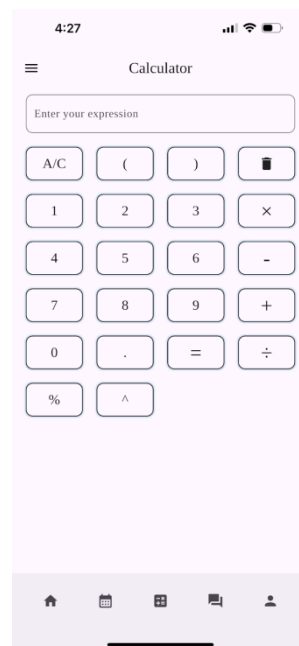 4:27
Calculator
Enter your expression
A/C ( )
1 2 3 ×
4 5 6 -
7 8 9 +
0 . = ÷
% ^